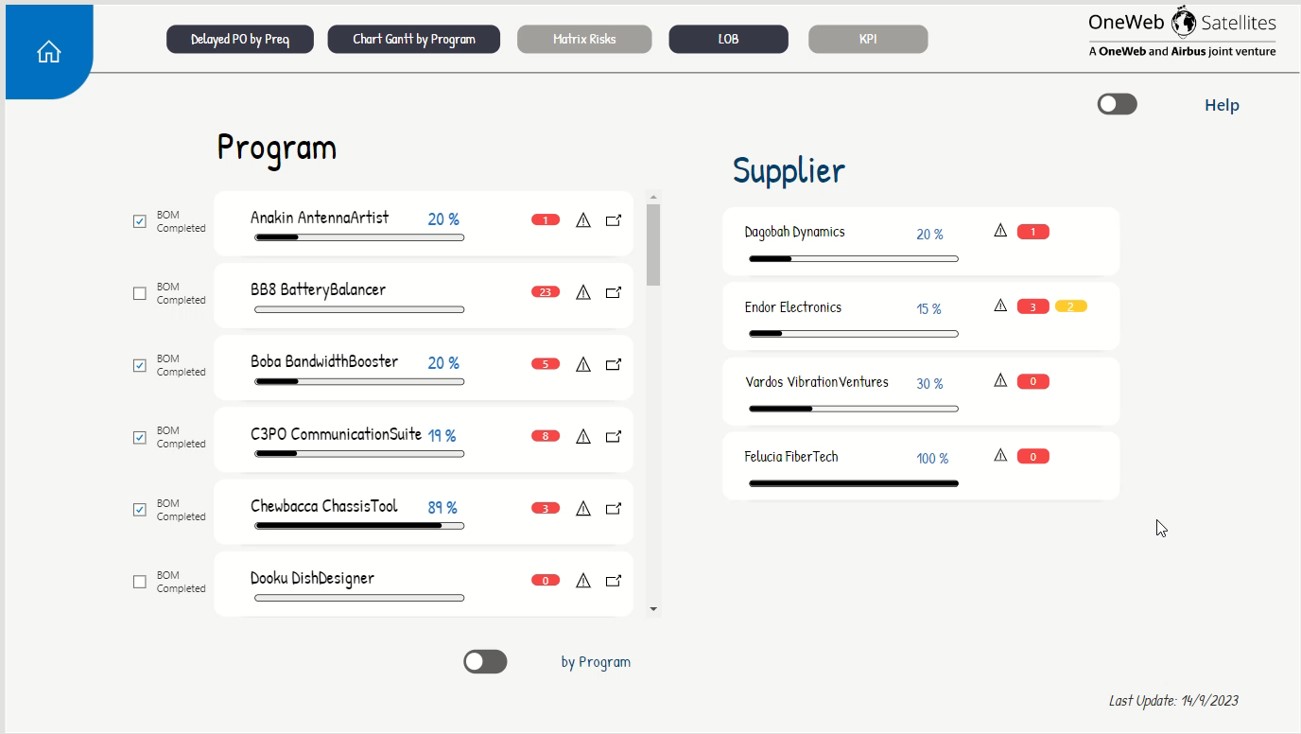 Delayed PO by Preq
Chart Gantt by Program
Matrix Risks
LOB
KPI
OneWeb Satellites
A OneWeb and Airbus joint venture
Help
Program
BOM
Completed
Anakin AntennaArtist 20 % 1
BOM
Completed
BB8 BatteryBalancer 23
BOM
Completed
Boba BandwidthBooster 20 % 5
BOM
Completed
C3PO CommunicationSuite 19 % 8
BOM
Completed
Chewbacca ChassisTool 89 % 3
BOM
Completed
Dooku DishDesigner 0
by Program
Supplier
Dagobah Dynamics 20 % 1
Endor Electronics 15 % 3 2
Vardos VibrationVentures 30 % 0
Felucia FiberTech 100 % 0
Last Update: 14/9/2023